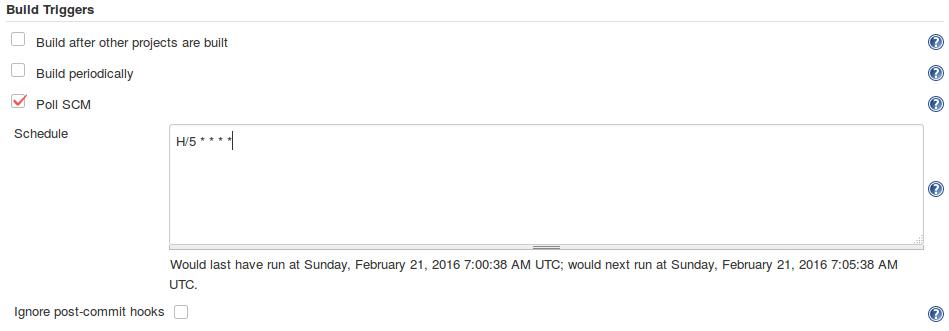 Build Triggers
Build after other projects are built
Build periodically
Poll SCM
Schedule
H/5 * * * *
Would last have run at Sunday, February 21, 2016 7:00:38 AM UTC; would next run at Sunday, February 21, 2016 7:05:38 AM
UTC.
Ignore post-commit hooks